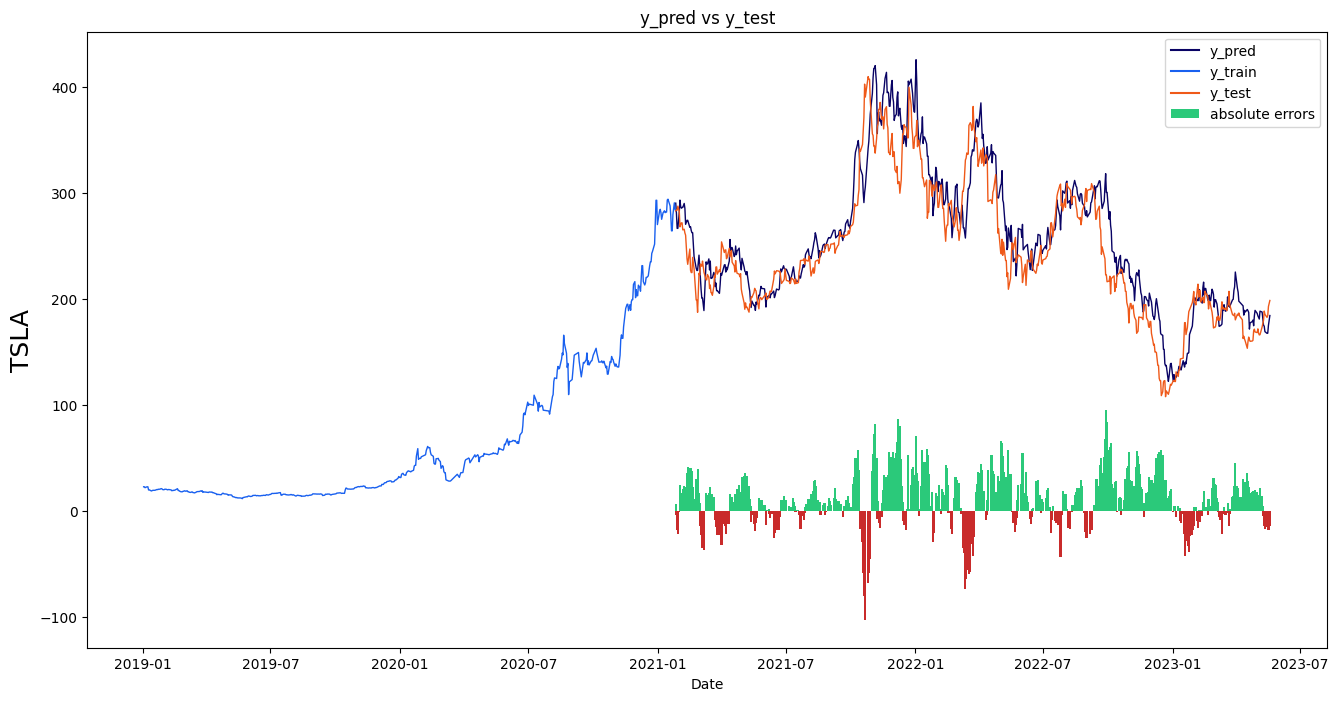 y_pred vs y_test
y_pred
y_train
y_test
absolute errors
TSLA
400
300
200
100
0
−100
2019-01
2019-07
2020-01
2020-07
2021-01
2021-07
2022-01
2022-07
2023-01
2023-07
Date